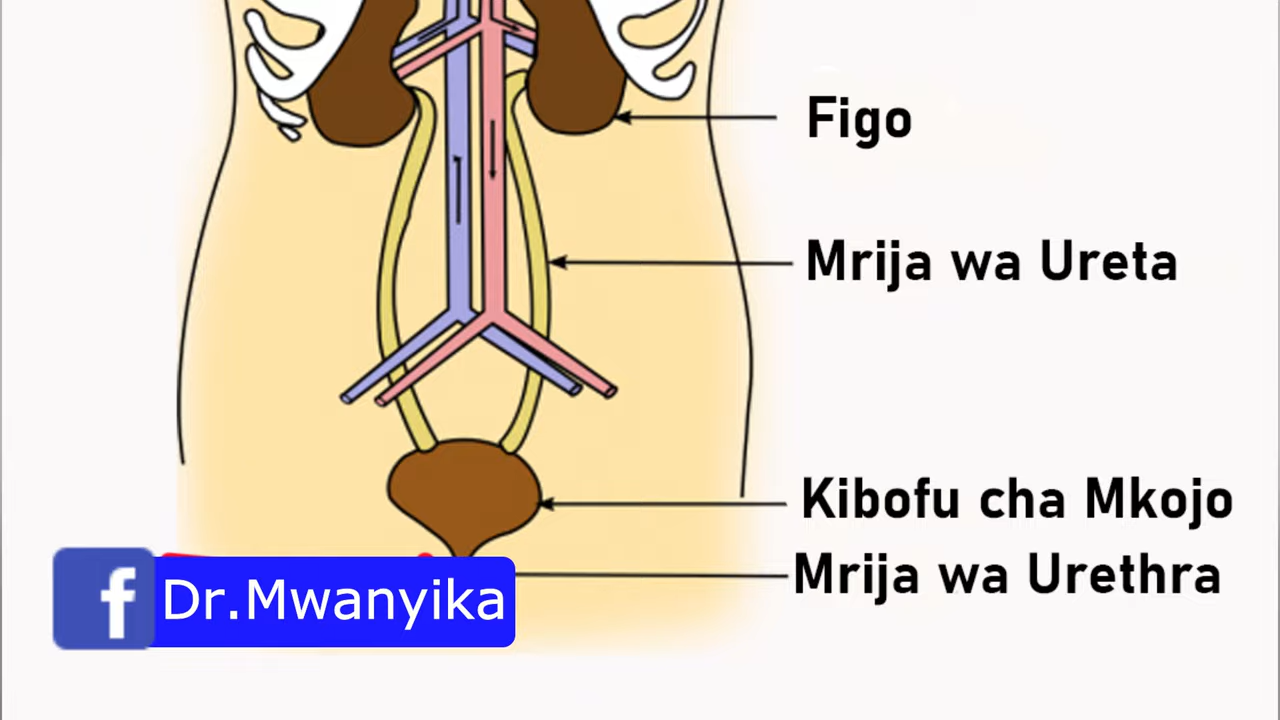 Figo
Mrija wa Ureta
Kibofu cha Mkojo
Mrija wa Urethra
f Dr.Mwanyika